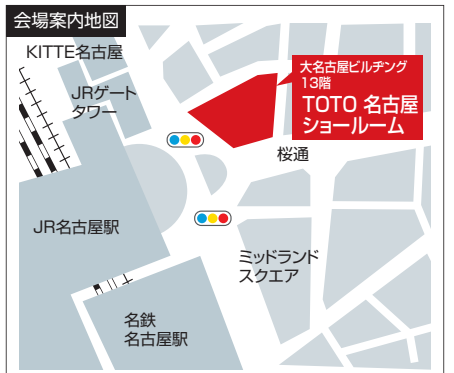 会場案内地図
KITTE名古屋
JRゲート
タワー
大名古屋ビルヂング
13階
TOTO 名古屋
ショールーム
桜通
JR名古屋駅
ミッドランド
スクエア
名鉄
名古屋駅